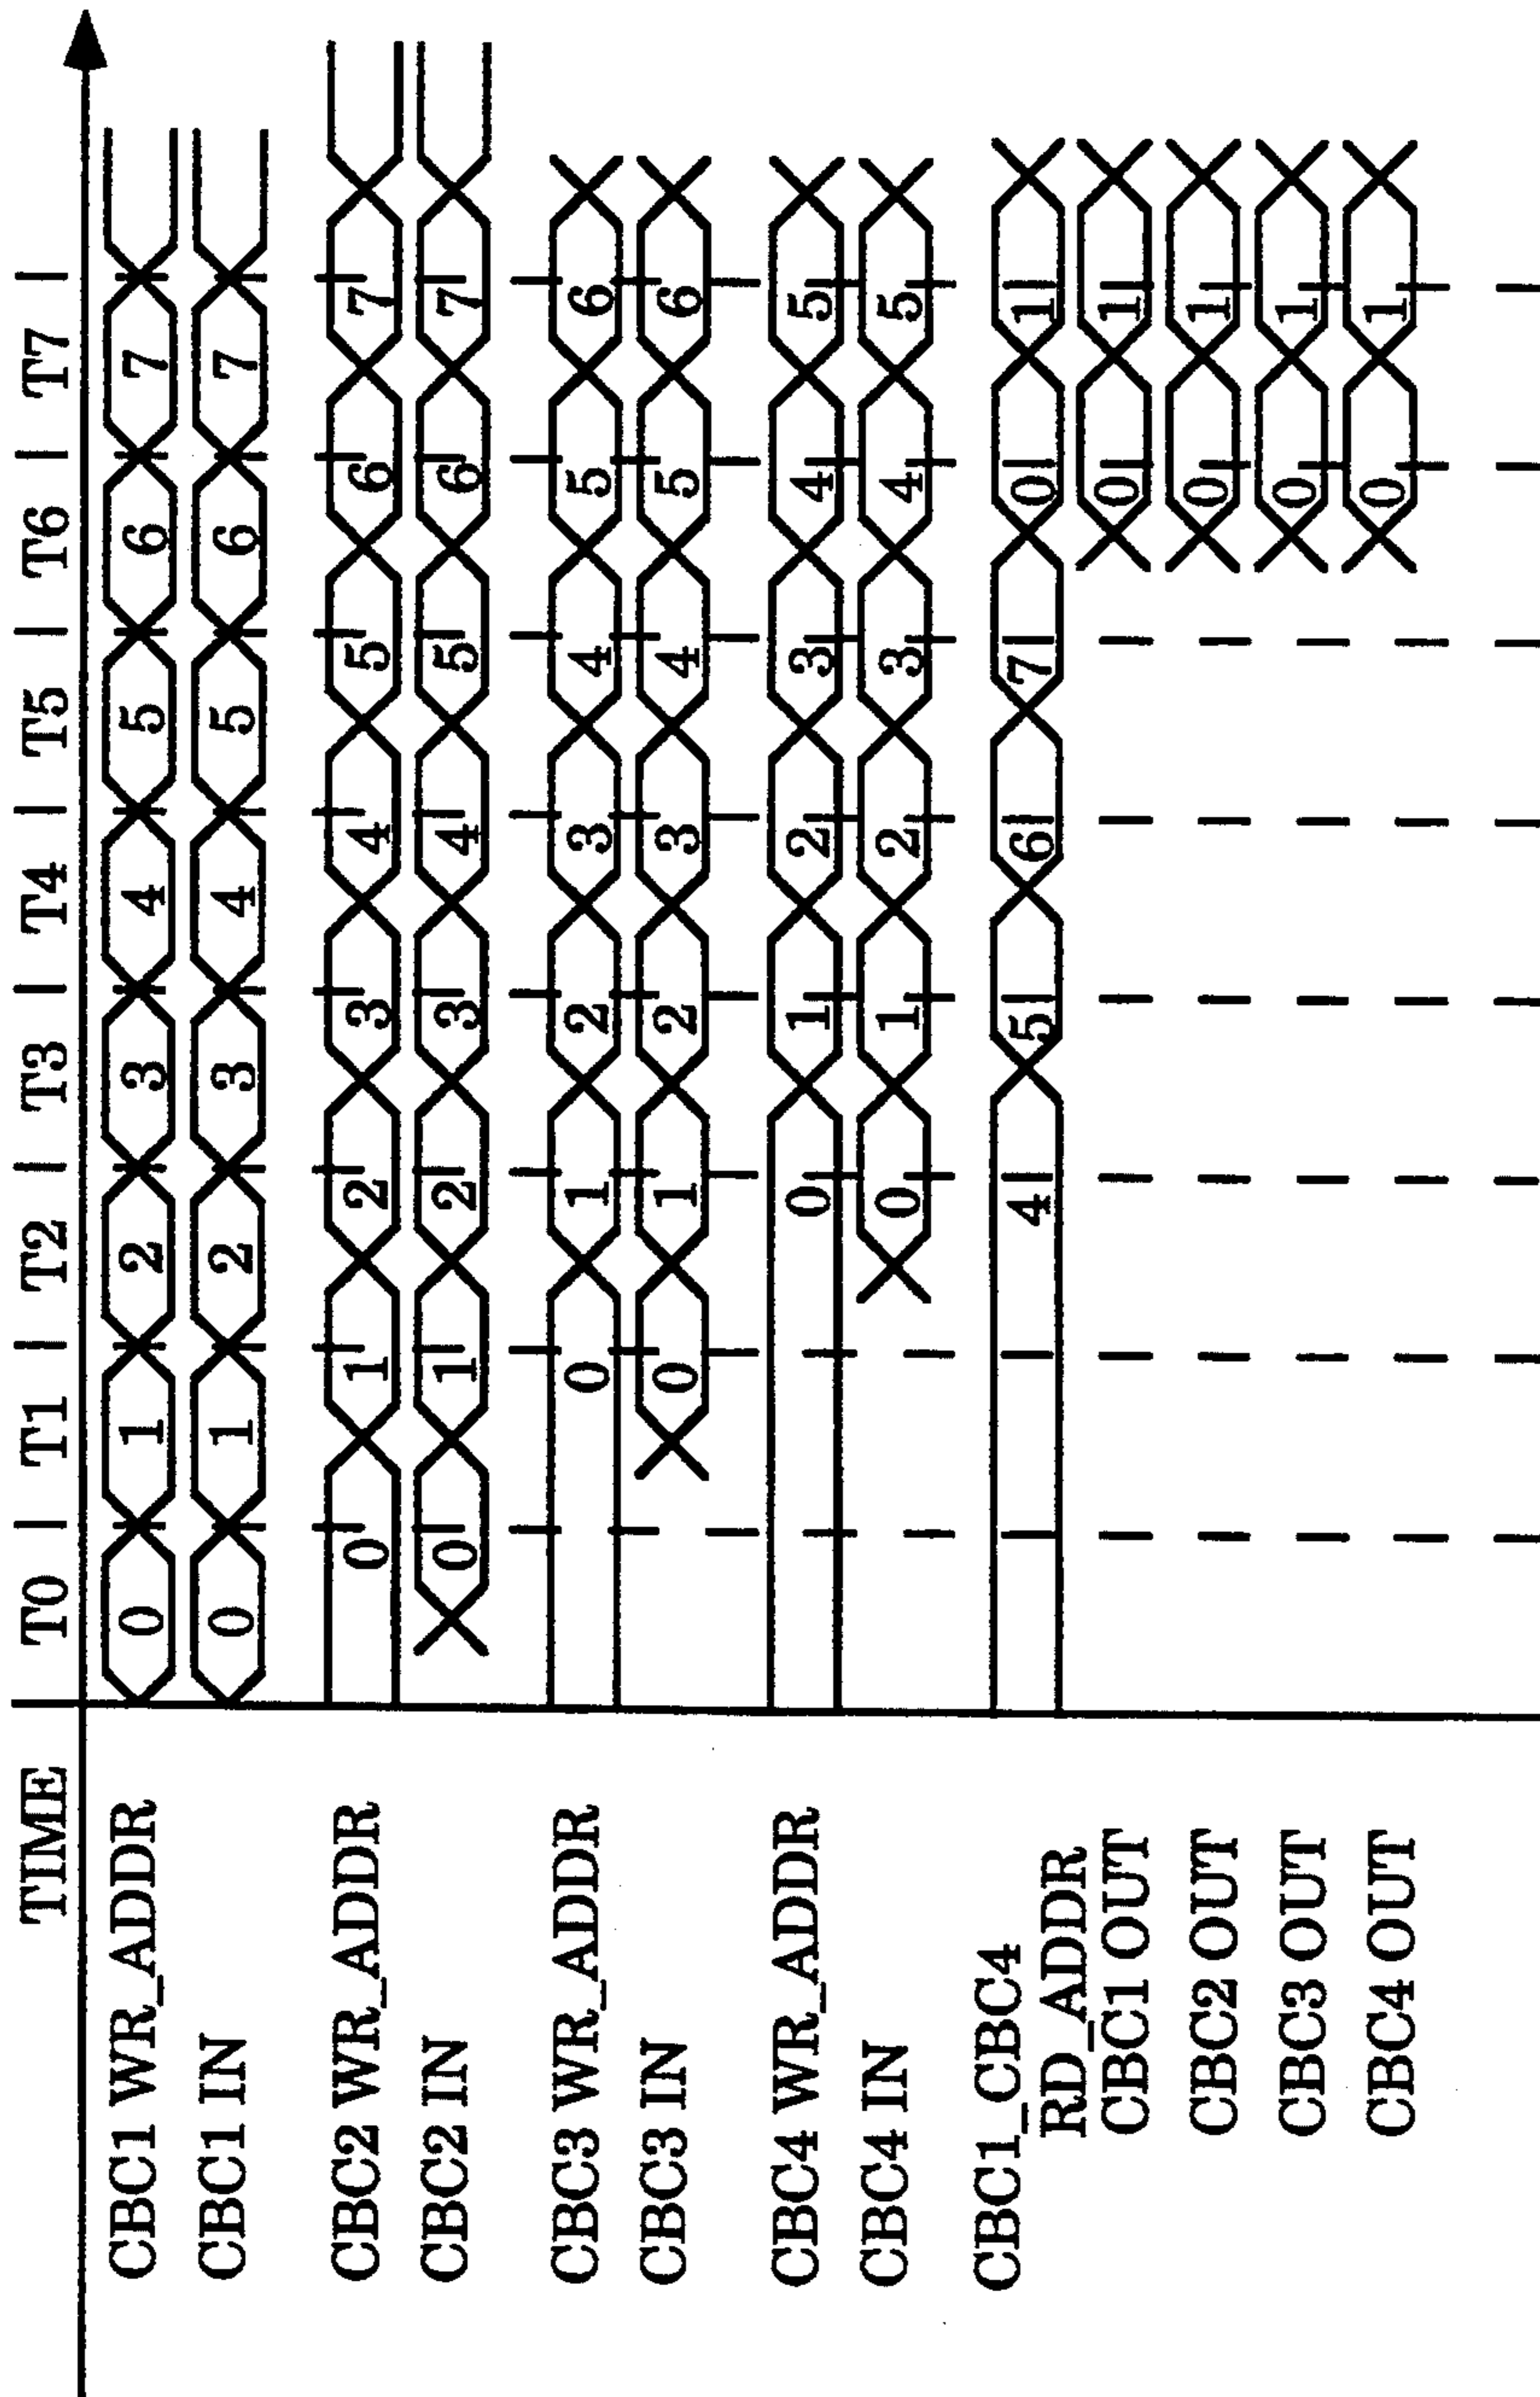 TIME T0 T1 T2 T3 T4 T5 T6 T7
CBC1 WR_ADDR 0 1 2 3 4 5 6 7
CBC1 IN 0 1 2 3 4 5 6 7
CBC2 WR_ADDR 0 1 2 3 4 5 6 7
CBC2 IN 0 1 2 3 4 5 6 7
CBC3 WR_ADDR 0 1 2 3 4 5 6
CBC3 IN 0 1 2 3 4 5 6
CBC4 WR_ADDR 0 1 2 3 4 5
CBC4 IN 0 1 2 3 4 5
CBC1_CBC4
RD_ADDR 4 5 6 7 0 1
CBC1 OUT 0 1
CBC2 OUT 0 1
CBC3 OUT 0 1
CBC4 OUT 0 1